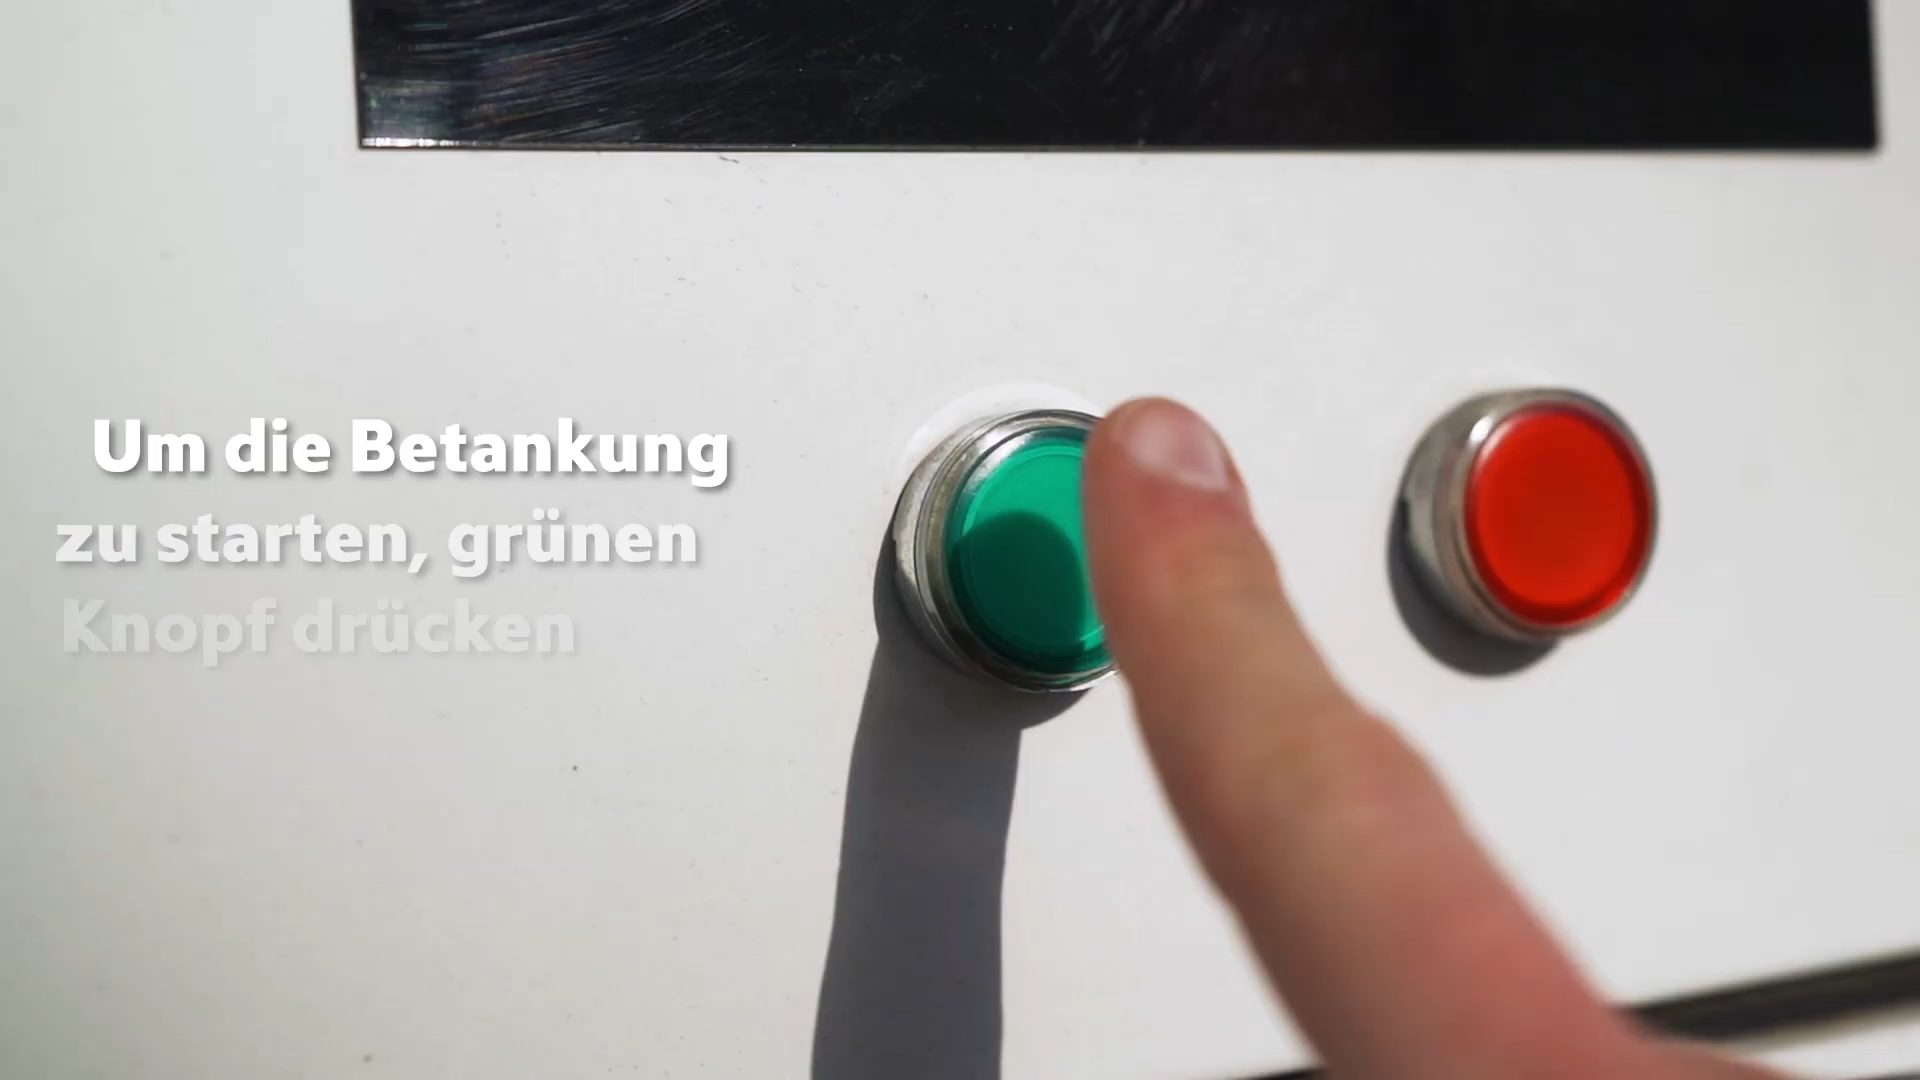 Um die Betankung
zu starten, grünen
Knopf drücken